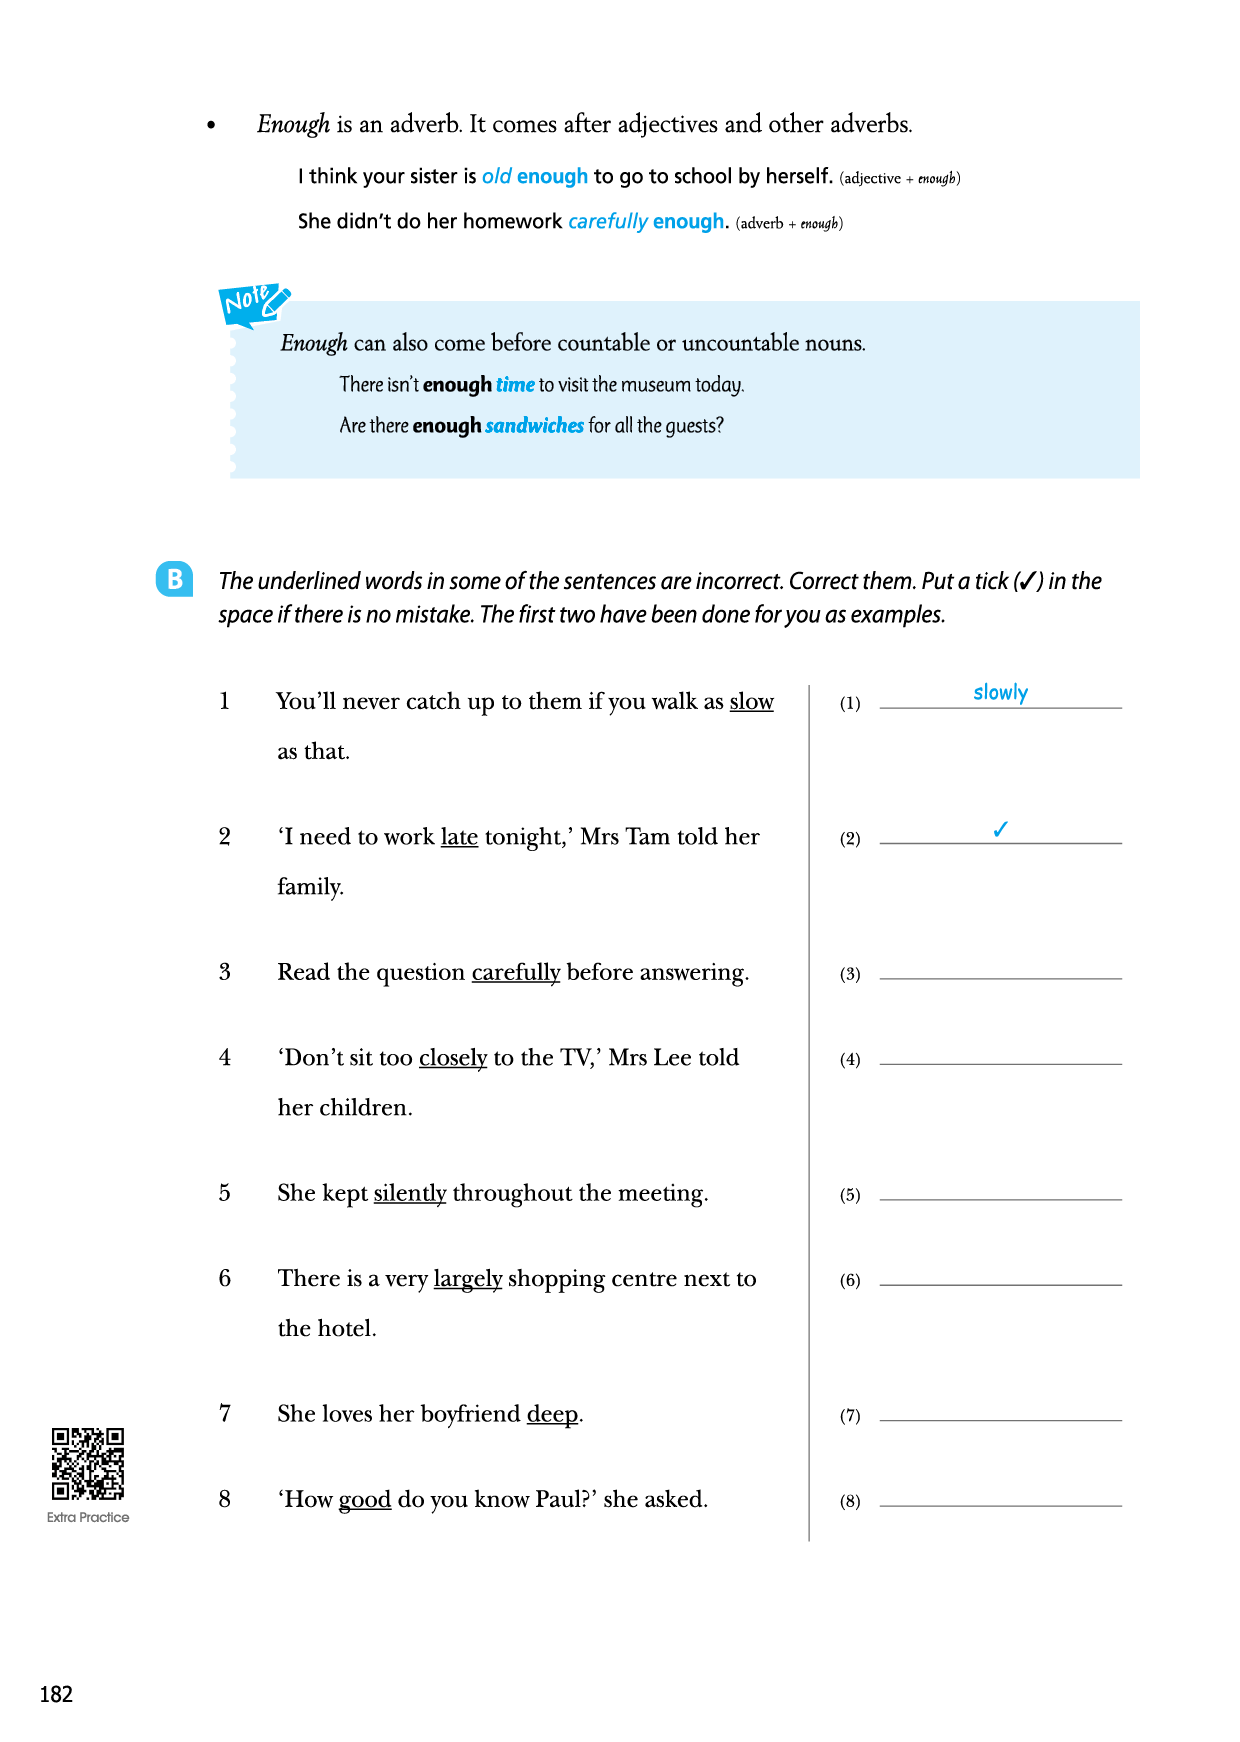 • Enough is an adverb. It comes after adjectives and other adverbs.
I think your sister is old enough to go to school by herself. (adjective + enough)
She didn't do her homework carefully enough. (adverb + enough)
Note
Enough can also come before countable or uncountable nouns.
There isn't enough time to visit the museum today.
Are there enough sandwiches for all the guests?
B The underlined words in some of the sentences are incorrect. Correct them. Put a tick (✓) in the
space if there is no mistake. The first two have been done for you as examples.
1 You'll never catch up to them if you walk as slow (1) slowly
as that.
2 ‘I need to work late tonight,’ Mrs Tam told her (2) ✓
family.
3 Read the question carefully before answering. (3)
4 ‘Don't sit too closely to the TV,’ Mrs Lee told (4)
her children.
5 She kept silently throughout the meeting. (5)
6 There is a very largely shopping centre next to (6)
the hotel.
7 She loves her boyfriend deep. (7)
8 ‘How good do you know Paul?’ she asked. (8)
Extra Practice
182